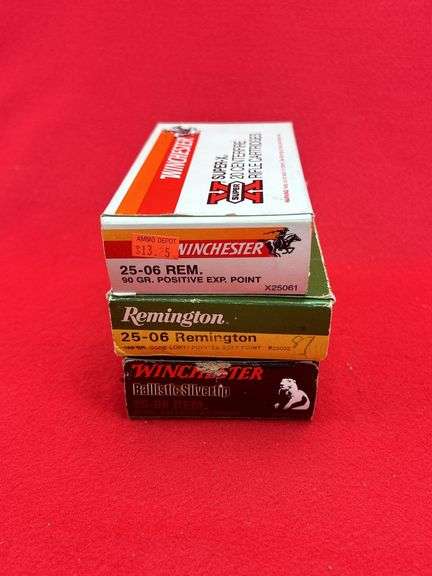 WINCHESTER
SUPER-X
20 CENTERFIRE
RIFLE CARTRIDGES
X
SUPER
AMMO DEPOT
WINCHESTER
25-06 REM.
90 GR. POSITIVE EXP. POINT
X25061
Remington
25-06 Remington
WINCHESTER
Ballistic Silvertip